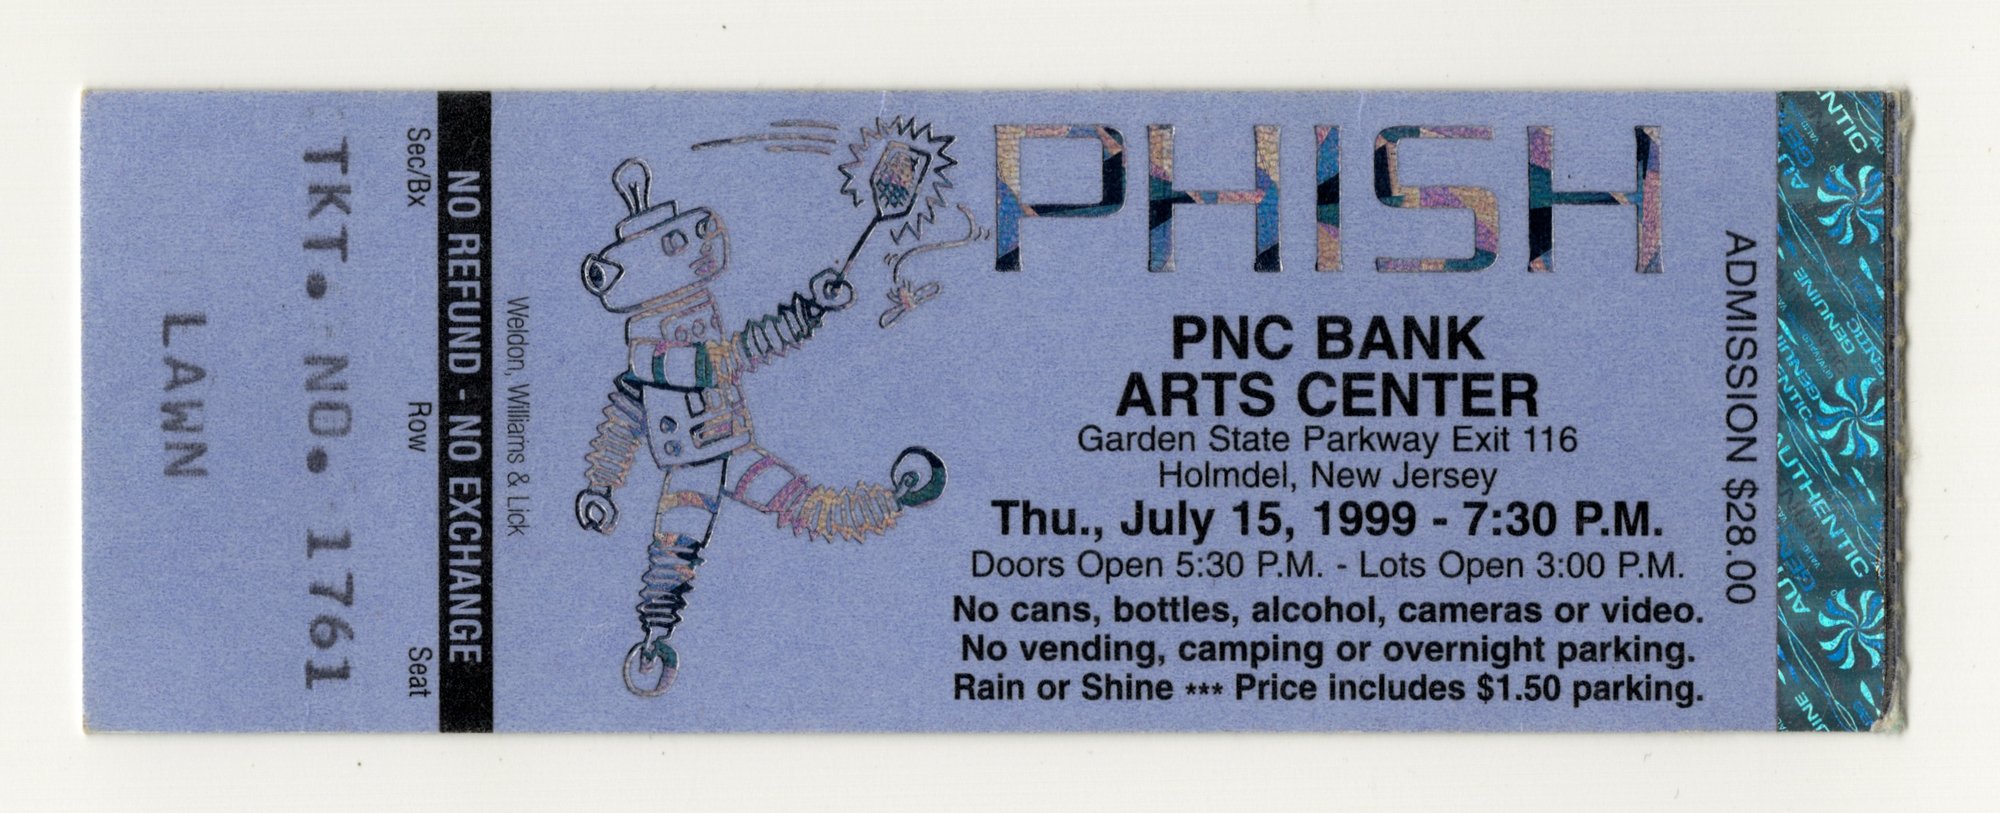 TKT. NO. 1761
LAWN
Sec/Bx Row Seat
NO REFUND - NO EXCHANGE
Weldon, Williams & Lick
PHISH
PNC BANK
ARTS CENTER
Garden State Parkway Exit 116
Holmdel, New Jersey
Thu., July 15, 1999 - 7:30 P.M.
Doors Open 5:30 P.M. - Lots Open 3:00 P.M.
No cans, bottles, alcohol, cameras or video.
No vending, camping or overnight parking.
Rain or Shine *** Price includes $1.50 parking.
ADMISSION $28.00
AUTHENTIC
GENUINE